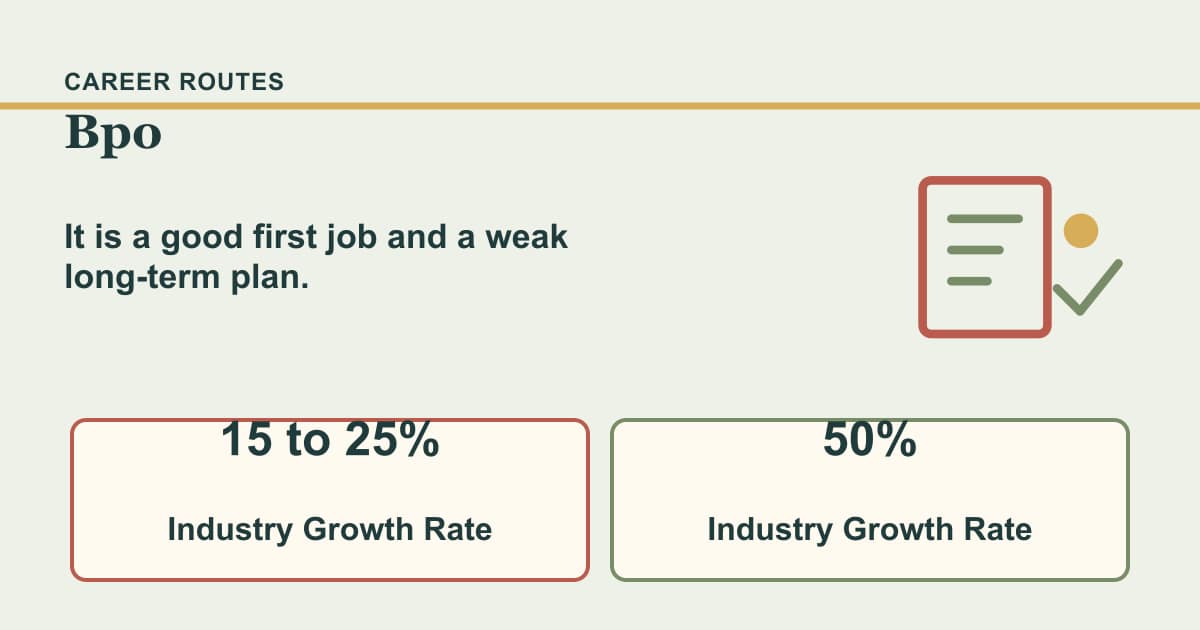 CAREER ROUTES
Bpo
It is a good first job and a weak
long-term plan.
15 to 25%
Industry Growth Rate
50%
Industry Growth Rate